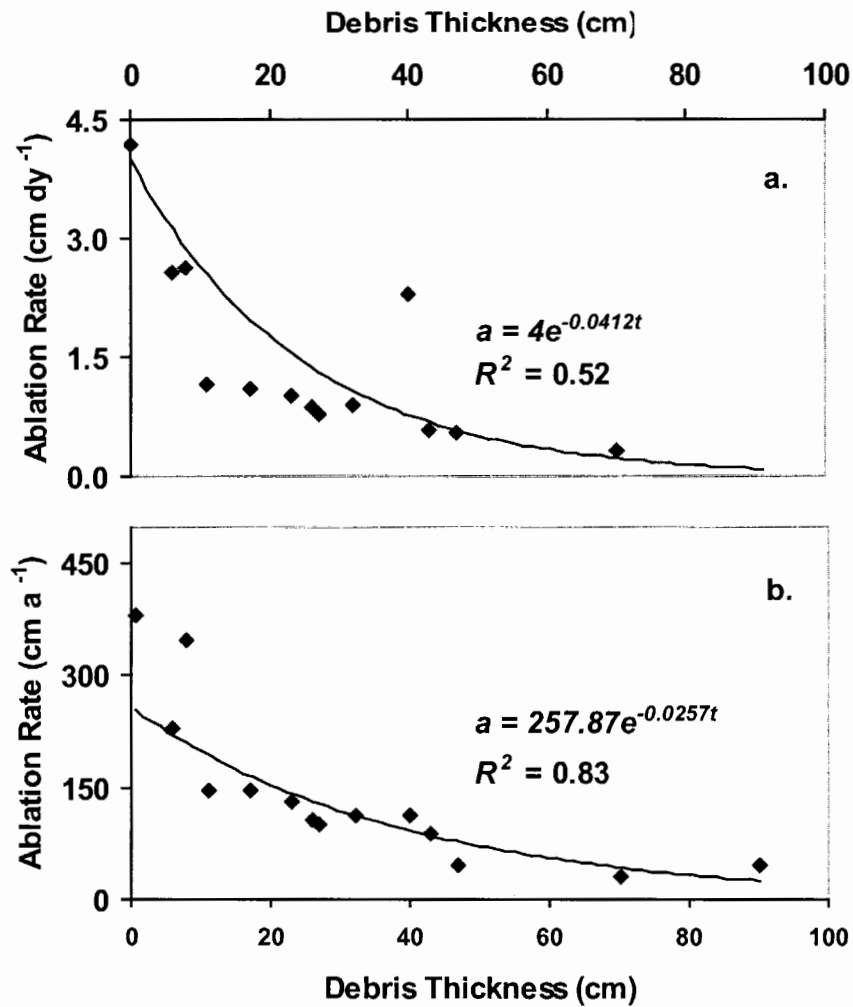 Debris Thickness (cm)
0 20 40 60 80 100
4.5
3.0
1.5
0.0
Ablation Rate (cm dy⁻¹)
a.
a = 4e^-0.0412t
R² = 0.52
450
300
150
0
Ablation Rate (cm a⁻¹)
b.
a = 257.87e^-0.0257t
R² = 0.83
0 20 40 60 80 100
Debris Thickness (cm)